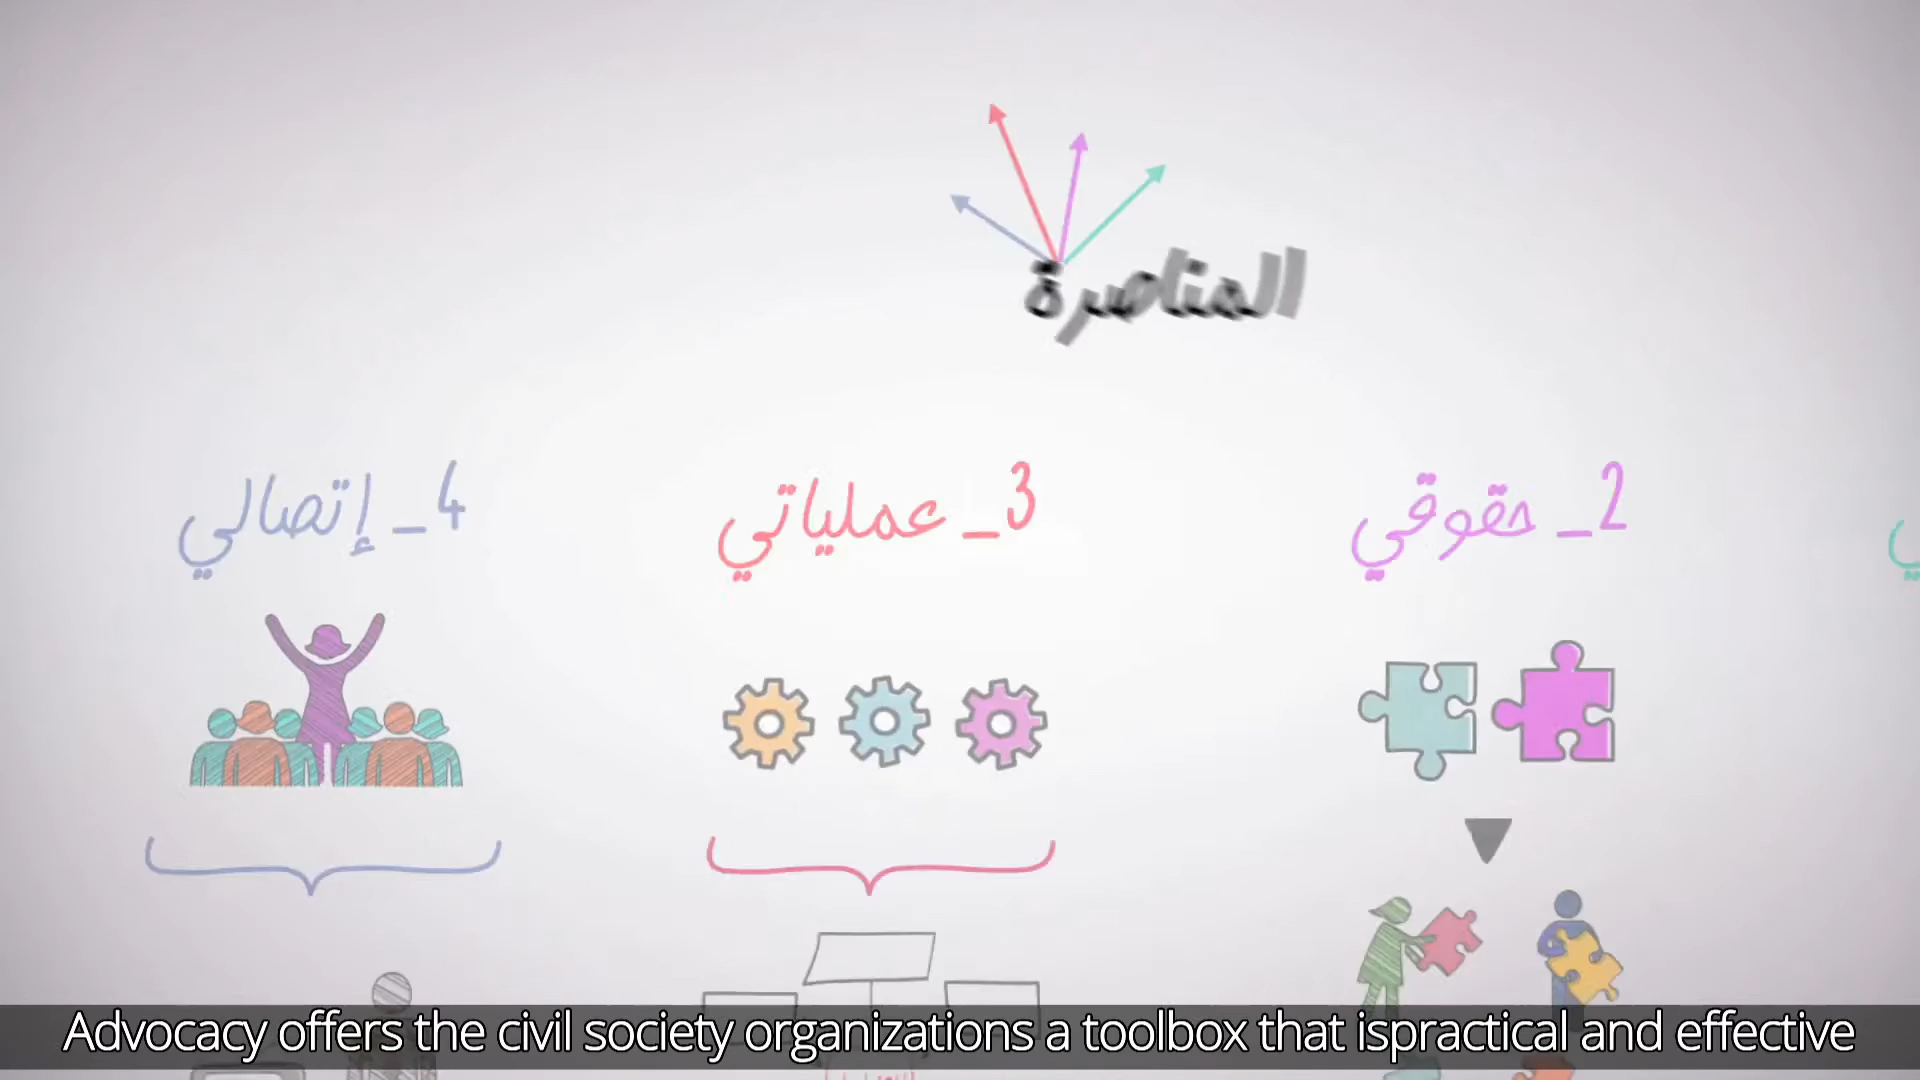 المناصرة
2_ حقوقي
3_ عملياتي
4_ إتصالي
Advocacy offers the civil society organizations a toolbox that ispractical and effective